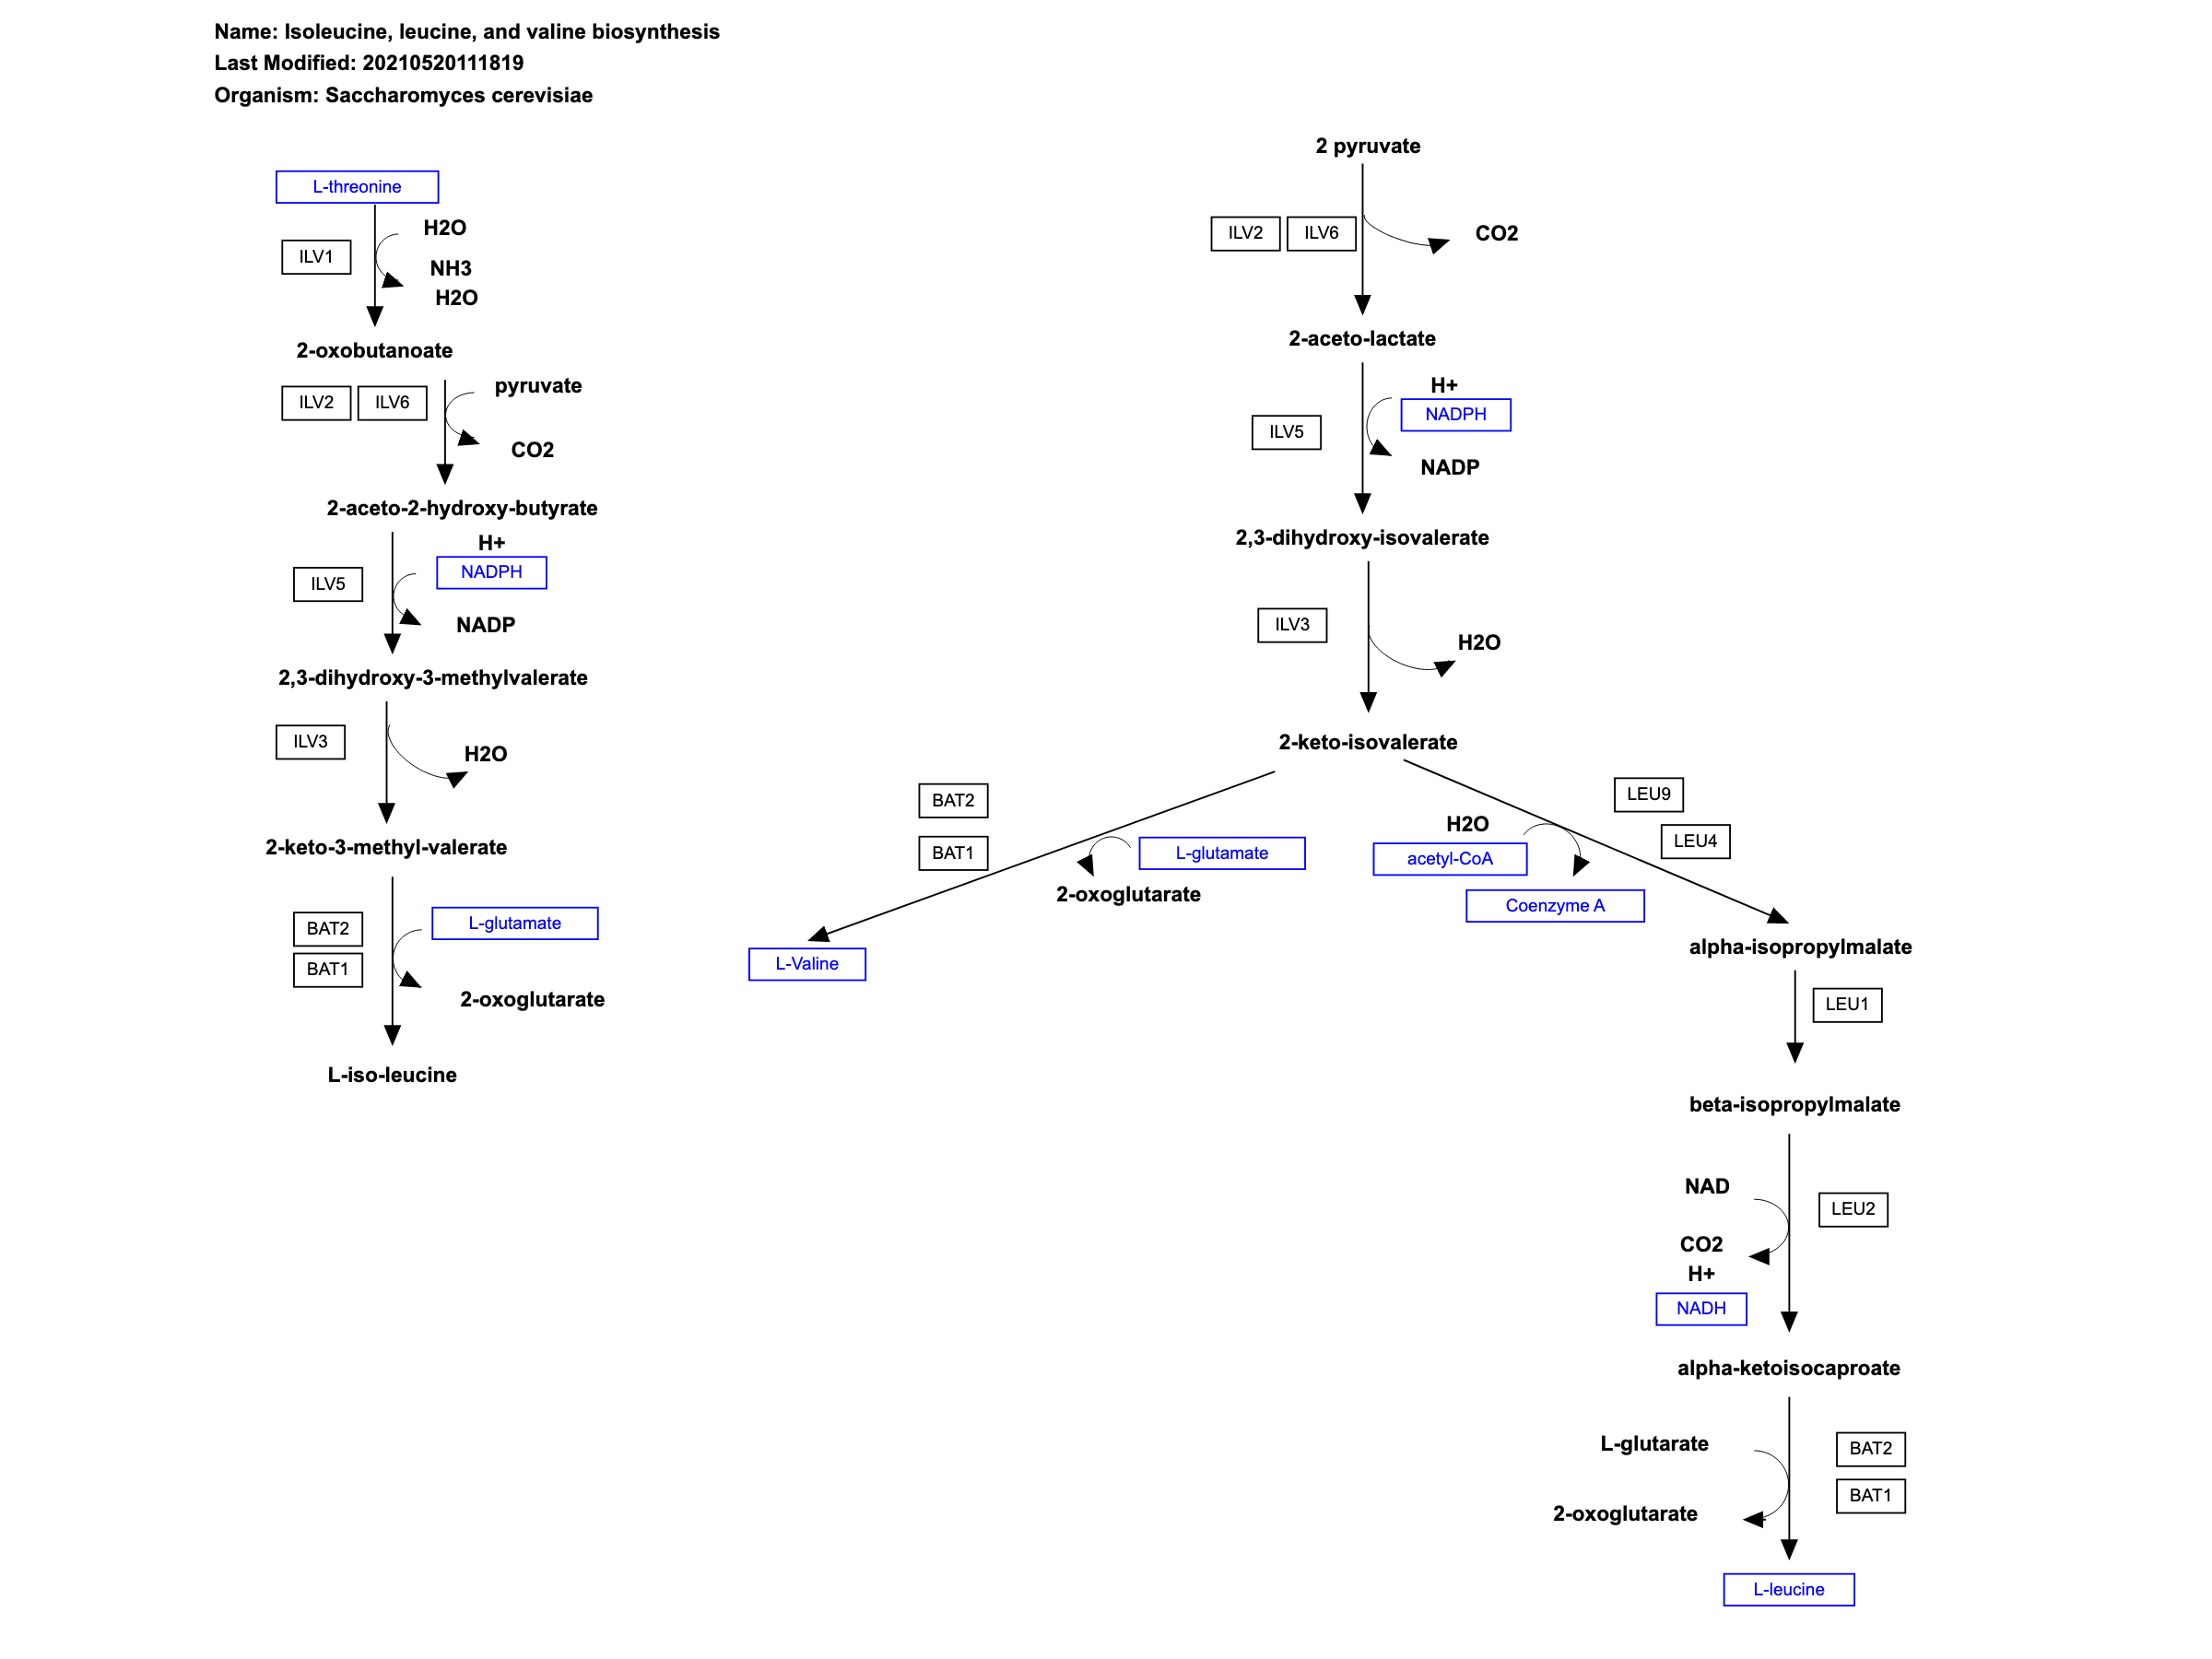 Name: Isoleucine, leucine, and valine biosynthesis
Last Modified: 20210520111819
Organism: Saccharomyces cerevisiae
L-threonine
H2O
ILV1
NH3
H2O
2-oxobutanoate
pyruvate
ILV2 ILV6
CO2
2-aceto-2-hydroxy-butyrate
H+
NADPH
ILV5
NADP
2,3-dihydroxy-3-methylvalerate
ILV3
H2O
2-keto-3-methyl-valerate
BAT2
L-glutamate
BAT1
2-oxoglutarate
L-iso-leucine
2 pyruvate
ILV2 ILV6
CO2
2-aceto-lactate
H+
NADPH
ILV5
NADP
2,3-dihydroxy-isovalerate
ILV3
H2O
2-keto-isovalerate
BAT2
BAT1
L-glutamate
2-oxoglutarate
L-Valine
LEU9
H2O
LEU4
acetyl-CoA
Coenzyme A
alpha-isopropylmalate
LEU1
beta-isopropylmalate
NAD
LEU2
CO2
H+
NADH
alpha-ketoisocaproate
L-glutarate
BAT2
BAT1
2-oxoglutarate
L-leucine